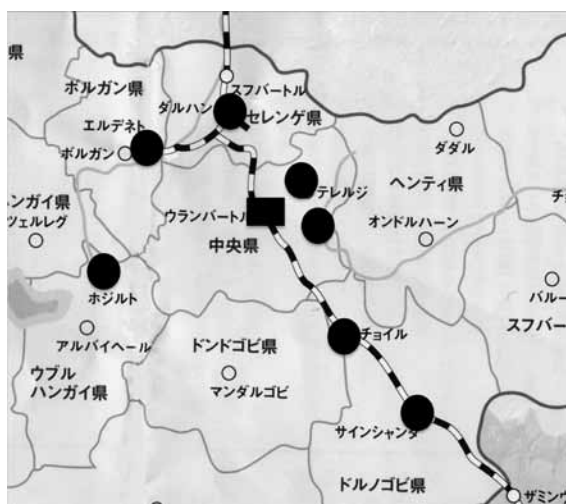 スフバートル
ボルガン県
ダルハン
セレンゲ県
エルデネト
ボルガン
ダダル
ヘンティ県
テレルジ
ンガイ県
ツェルレグ
ウランバートル
オンドルハーン
中央県
ホジルト
バルー
スフバー
チョイル
アルバイヘール
ドンドゴビ県
ウブル
ハンガイ県
マンダルゴビ
サインシャンダ
ドルノゴビ県
ザミンウ